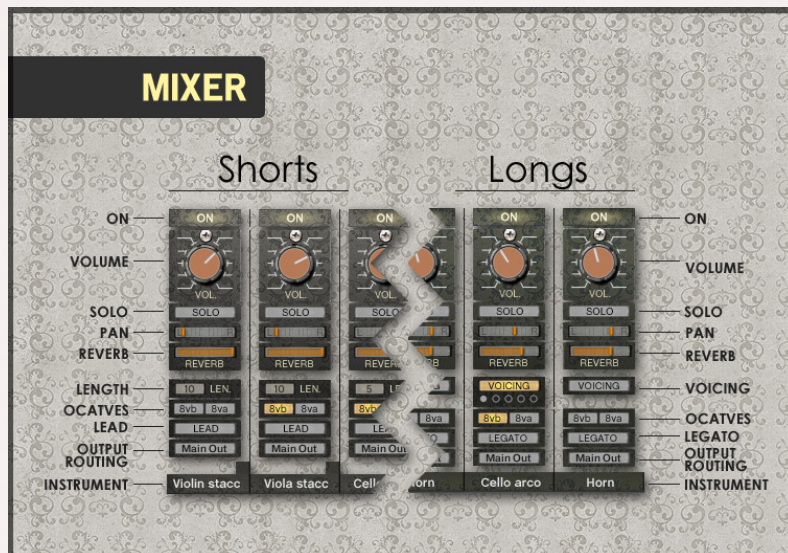 MIXER
Shorts Longs
ON ON ON ON ON ON ON
VOLUME VOL. VOL. VOL. VOL. VOLUME
SOLO SOLO SOLO SOLO SOLO SOLO SOLO
PAN L R L R L R R PAN
REVERB REVERB REVERB REVERB REVERB REVERB
LENGTH 10 LEN. 10 LEN. 5 VOICING VOICING VOICING
OCATVES 8vb 8va 8vb 8va 8vb 8va 8vb 8va 8vb 8va OCATVES
LEAD LEAD LEAD LEGATO LEGATO LEGATO
OUTPUT ROUTING Main Out Main Out Main Out Main Out OUTPUT ROUTING
INSTRUMENT Violin stacc Viola stacc Cello arco Horn INSTRUMENT